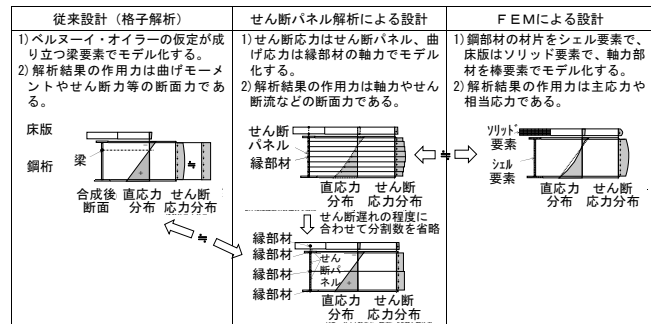 従来設計（格子解析）
1)ベルヌーイ・オイラーの仮定が成
り立つ梁要素でモデル化する。
2)解析結果の作用力は曲げモーメ
ントやせん断力等の断面力であ
る。
床版
鋼桁
梁
合成後
断面
直応力
分布
せん断
応力分布
≒
せん断パネル解析による設計
1)せん断応力はせん断パネル、曲
げ応力は縁部材の軸力でモデル
化する。
2)解析結果の作用力は軸力やせん
断流などの断面力である。
せん断
パネル
縁部材
直応力
分布
せん断
応力分布
≒
せん断遅れの程度に
合わせて分割数を省略
縁部材
縁部材
縁部材
縁部材
せん
断パ
ネル
直応力
分布
せん断
応力分布
≒
ＦＥＭによる設計
1)鋼部材の材片をシェル要素で、
床版はソリッド要素で、軸力部
材を棒要素でモデル化する。
2)解析結果の作用力は主応力や
相当応力である。
ソリッド
要素
シェル
要素
直応力
分布
せん断
応力分布